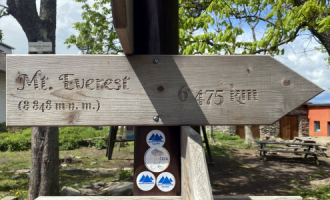 Mt. Everest
6 475 km
(8 848 m n. m.)